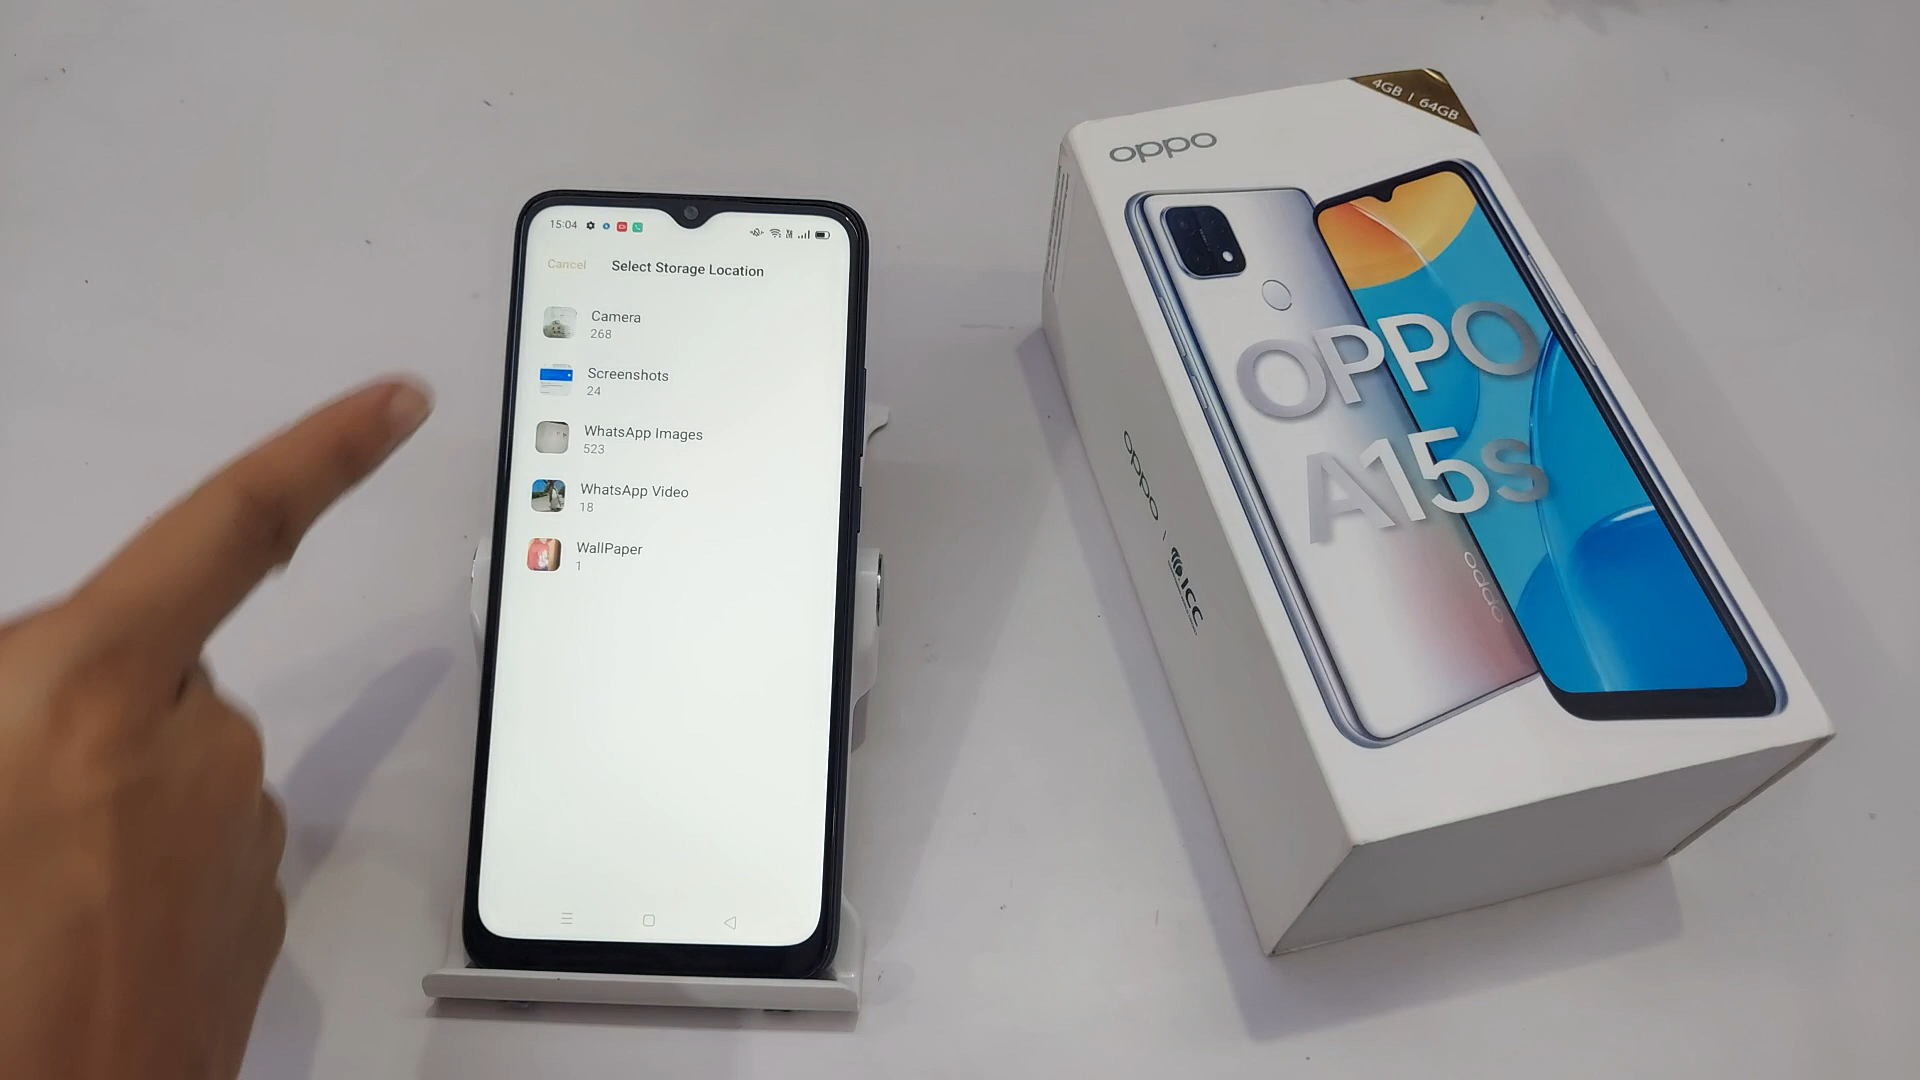 15:04
Cancel Select Storage Location
Camera
268
Screenshots
24
WhatsApp Images
523
WhatsApp Video
18
WallPaper
1
4GB | 64GB
oppo
OPPO
A15s
oppo
oppo / ICC